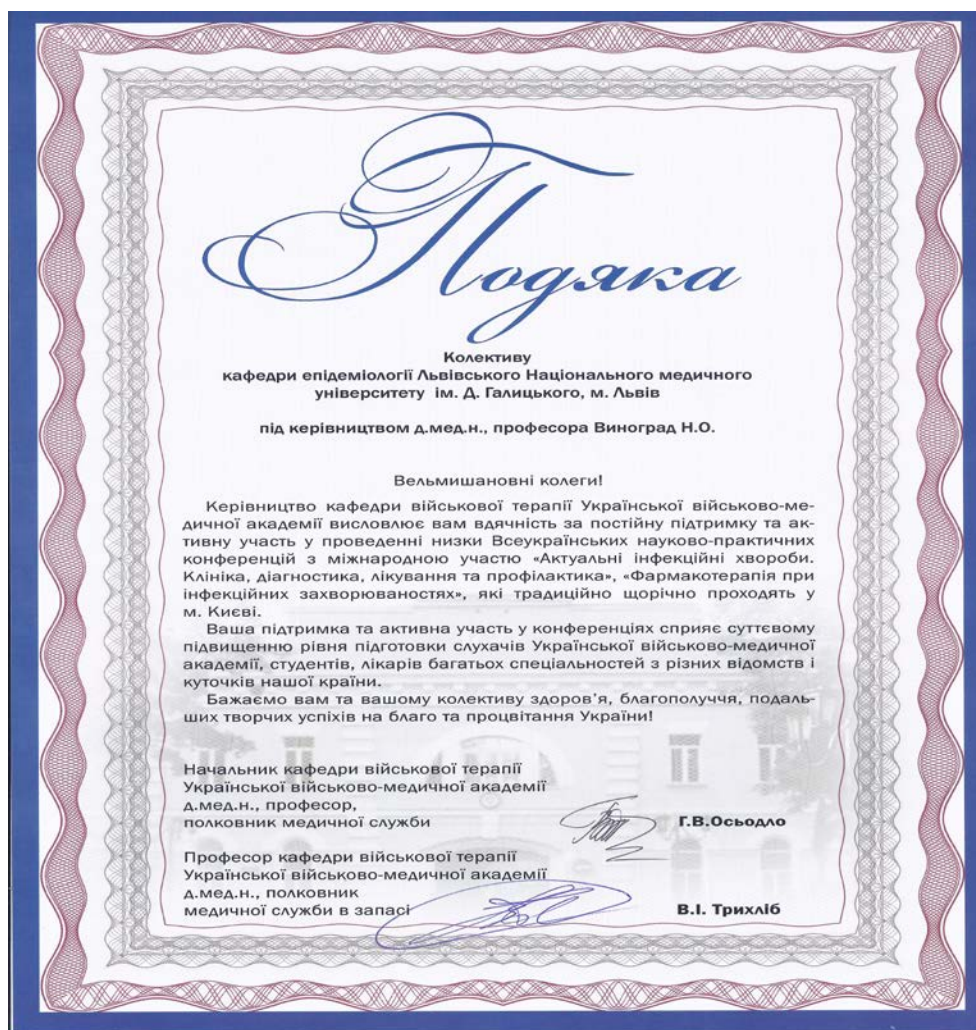 Подяка
Колективу
кафедри епідеміології Львівського Національного медичного
університету ім. Д. Галицького, м. Львів
під керівництвом д.мед.н., професора Виноград Н.О.
Вельмишановні колеги!
Керівництво кафедри військової терапії Української військово-ме-
дичної академії висловлює вам вдячність за постійну підтримку та ак-
тивну участь у проведенні низки Всеукраїнських науково-практичних
конференцій з міжнародною участю «Актуальні інфекційні хвороби.
Клініка, діагностика, лікування та профілактика», «Фармакотерапія при
інфекційних захворюваностях», які традиційно щорічно проходять у
м. Києві.
Ваша підтримка та активна участь у конференціях сприяє суттєвому
підвищенню рівня підготовки слухачів Української військово-медичної
академії, студентів, лікарів багатьох спеціальностей з різних відомств і
куточків нашої країни.
Бажаємо вам та вашому колективу здоров’я, благополуччя, подаль-
ших творчих успіхів на благо та процвітання України!
Начальник кафедри військової терапії
Української військово-медичної академії
д.мед.н., професор,
полковник медичної служби Г.В.Осьодло
Професор кафедри військової терапії
Української військово-медичної академії
д.мед.н., полковник
медичної служби в запасі В.І. Трихліб